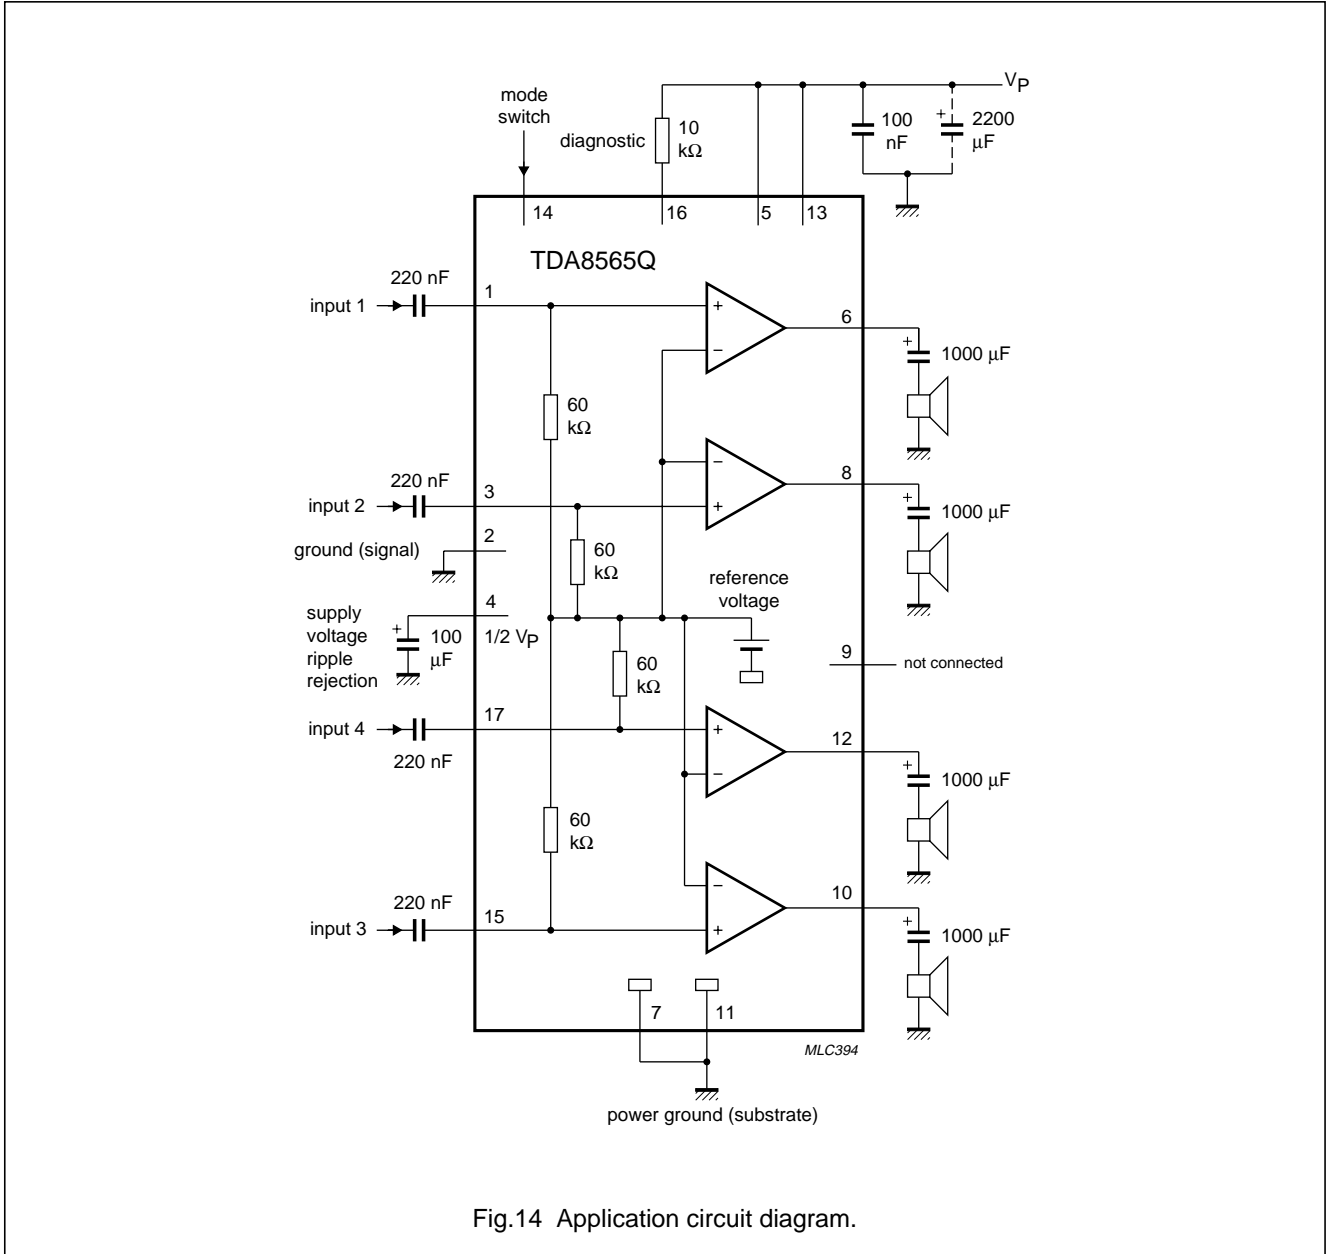 VP
mode
switch
diagnostic
10
kΩ
100
nF
+
2200
μF
14
16
5
13
TDA8565Q
220 nF
input 1
1
+
−
6
+
1000 μF
60
kΩ
220 nF
input 2
3
−
+
8
+
1000 μF
ground (signal)
2
60
kΩ
reference
voltage
supply
voltage
ripple
rejection
+
100
μF
4
1/2 VP
60
kΩ
9
not connected
input 4
220 nF
17
+
−
12
+
1000 μF
60
kΩ
220 nF
input 3
15
−
+
10
+
1000 μF
7
11
MLC394
power ground (substrate)
Fig.14 Application circuit diagram.